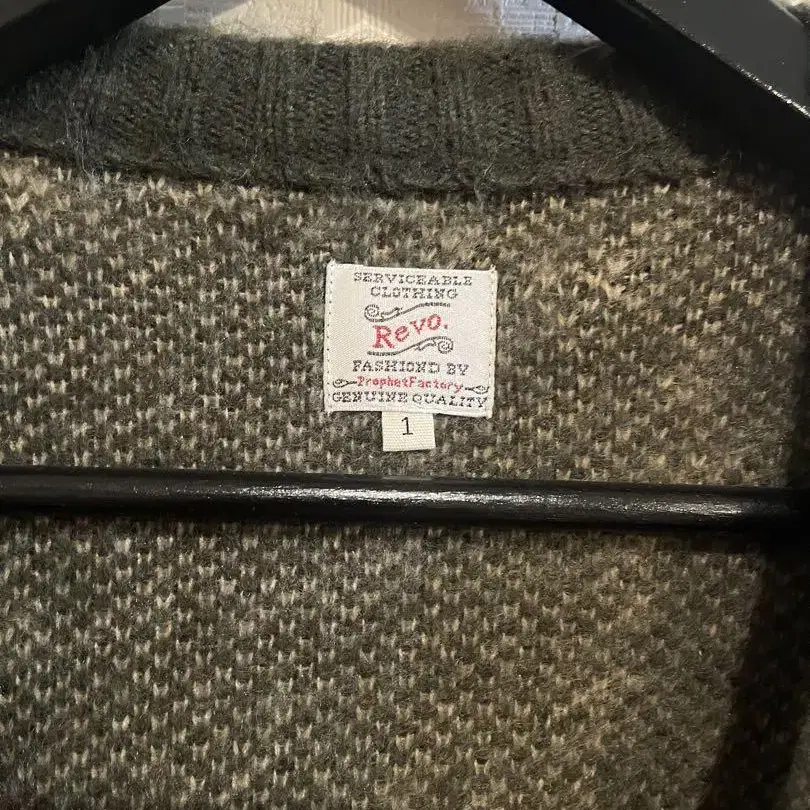 SERVICEABLE
CLOTHING
Revo.
FASHIOND BY
ProphetFactory
GENUINE QUALITY
1